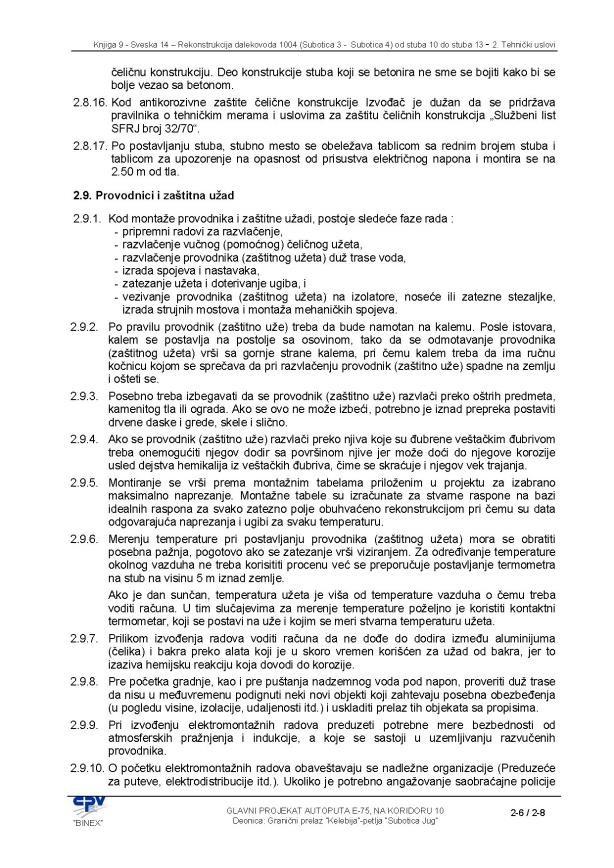 Knjiga 9 - Sveska 14 – Rekonstrukcija dalekovoda 1004 (Subotica 3 - Subotica 4) od stuba 10 do stuba 13 - 2. Tehnički uslovi
čeličnu konstrukciju. Deo konstrukcije stuba koji se betonira ne sme se bojiti kako bi se
bolje vezao sa betonom.
2.8.16. Kod antikorozivne zaštite čelične konstrukcije Izvođač je dužan da se pridržava
pravilnika o tehničkim merama i uslovima za zaštitu čeličnih konstrukcija „Službeni list
SFRJ broj 32/70“.
2.8.17. Po postavljanju stuba, stubno mesto se obeležava tablicom sa rednim brojem stuba i
tablicom za upozorenje na opasnost od prisustva električnog napona i montira se na
2.50 m od tla.
2.9. Provodnici i zaštitna užad
2.9.1. Kod montaže provodnika i zaštitne užadi, postoje sledeće faze rada :
- pripremni radovi za razvlačenje,
- razvlačenje vučnog (pomoćnog) čeličnog užeta,
- razvlačenje provodnika (zaštitnog užeta) duž trase voda,
- izrada spojeva i nastavaka,
- zatezanje užeta i doterivanje ugiba, i
- vezivanje provodnika (zaštitnog užeta) na izolatore, noseće ili zatezne stezaljke,
izrada strujnih mostova i montaža mehaničkih spojeva.
2.9.2. Po pravilu provodnik (zaštitno uže) treba da bude namotan na kalemu. Posle istovara,
kalem se postavlja na postolje sa osovinom, tako da se odmotavanje provodnika
(zaštitnog užeta) vrši sa gornje strane kalema, pri čemu kalem treba da ima ručnu
kočnicu kojom se sprečava da pri razvlačenju provodnik (zaštitno uže) spadne na zemlju
i ošteti se.
2.9.3. Posebno treba izbegavati da se provodnik (zaštitno uže) razvlači preko oštrih predmeta,
kamenitog tla ili ograda. Ako se ovo ne može izbeći, potrebno je iznad prepreka postaviti
drvene daske i grede, skele i slično.
2.9.4. Ako se provodnik (zaštitno uže) razvlači preko njiva koje su đubrene veštačkim đubrivom
treba onemogućiti njegov dodir sa površinom njive jer može doći do njegove korozije
usled dejstva hemikalija iz veštačkih đubriva, čime se skraćuje i njegov vek trajanja.
2.9.5. Montiranje se vrši prema montažnim tabelama priloženim u projektu za izabrano
maksimalno naprezanje. Montažne tabele su izračunate za stvarne raspone na bazi
idealnih raspona za svako zatezno polje obuhvaćeno rekonstrukcijom pri čemu su data
odgovarajuća naprezanja i ugibi za svaku temperaturu.
2.9.6. Merenju temperature pri postavljanju provodnika (zaštitnog užeta) mora se obratiti
posebna pažnja, pogotovo ako se zatezanje vrši viziranjem. Za određivanje temperature
okolnog vazduha ne treba korisititi procenu već se preporučuje postavljanje termometra
na stub na visinu 5 m iznad zemlje.
Ako je dan sunčan, temperatura užeta je viša od temperature vazduha o čemu treba
voditi računa. U tim slučajevima za merenje temperature poželjno je koristiti kontaktni
termometar, koji se postavi na uže i kojim se meri stvarna temperaturu užeta.
2.9.7. Prilikom izvođenja radova voditi računa da ne dođe do dodira između aluminijuma
(čelika) i bakra preko alata koji je u skoro vremen korišćen za užad od bakra, jer to
izaziva hemijsku reakciju koja dovodi do korozije.
2.9.8. Pre početka gradnje, kao i pre puštanja nadzemnog voda pod napon, proveriti duž trase
da nisu u međuvremenu podignuti neki novi objekti koji zahtevaju posebna obezbeđenja
(u pogledu visine, izolacije, udaljenosti itd.) i uskladiti prelaz tih objekata sa propisima.
2.9.9. Pri izvođenju elektromontažnih radova preduzeti potrebne mere bezbednosti od
atmosferskih pražnjenja i indukcije, a koje se sastoji u uzemljivanju razvučenih
provodnika.
2.9.10. O početku elektromontažnih radova obaveštavaju se nadležne organizacije (Preduzeće
za puteve, elektrodistribucije itd.). Ukoliko je potrebno angažovanje saobraćajne policije
cpv
"BINEX"
GLAVNI PROJEKAT AUTOPUTA E-75, NA KORIDORU 10
Deonica: Granični prelaz "Kelebija"-petlja "Subotica Jug"
2-6 / 2-8